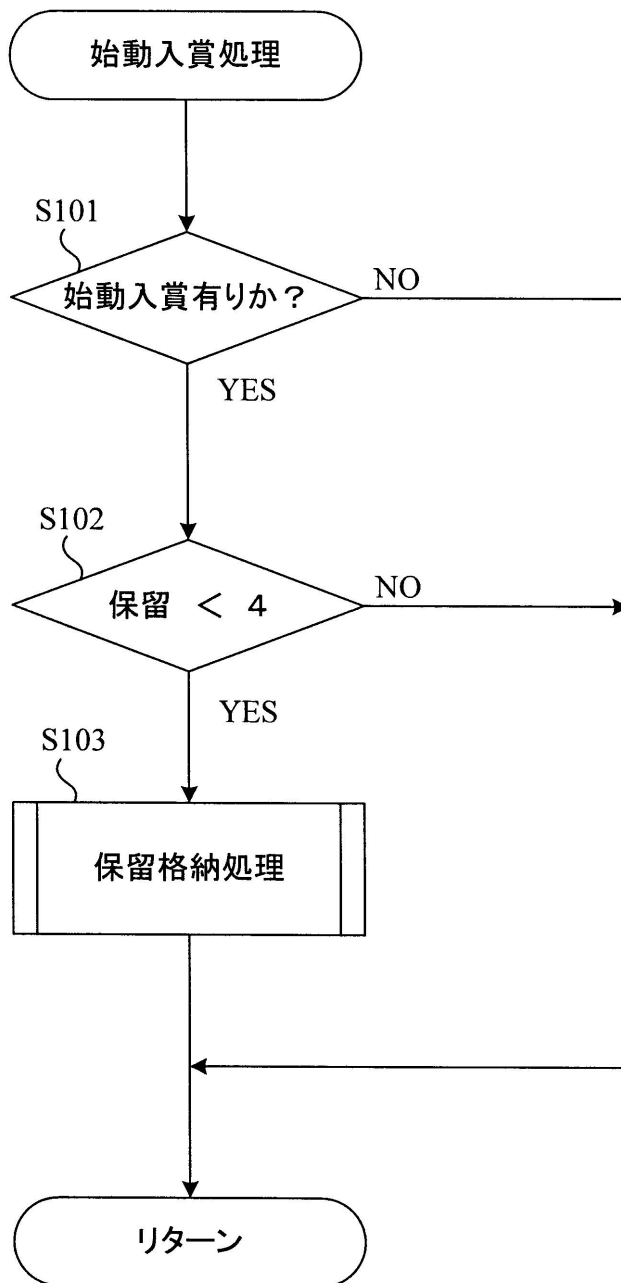 始動入賞処理
S101
始動入賞有りか？
NO
YES
S102
保留 ＜ ４
NO
YES
S103
保留格納処理
リターン